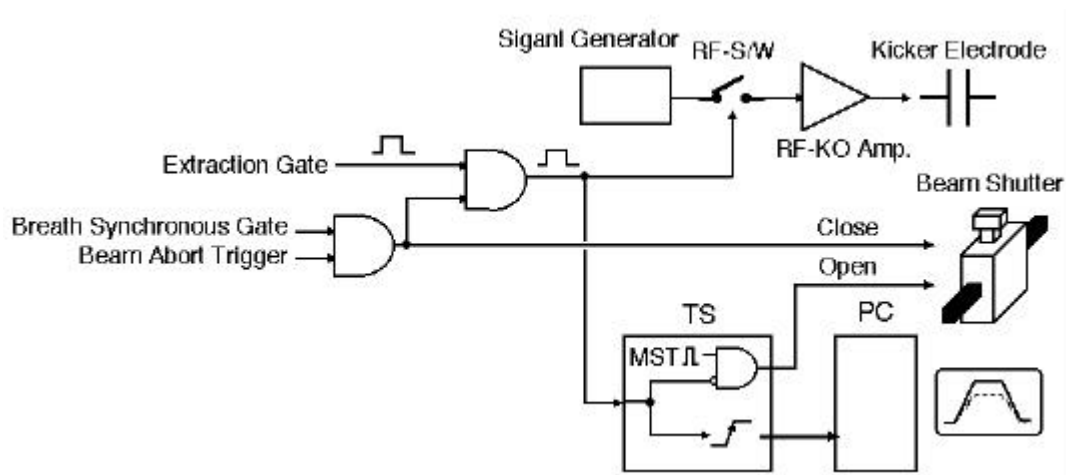 Siganl Generator
RF-S/W
Kicker Electrode
RF-KO Amp.
Extraction Gate
Beam Shutter
Breath Synchronous Gate
Beam Abort Trigger
Close
Open
TS
PC
MST